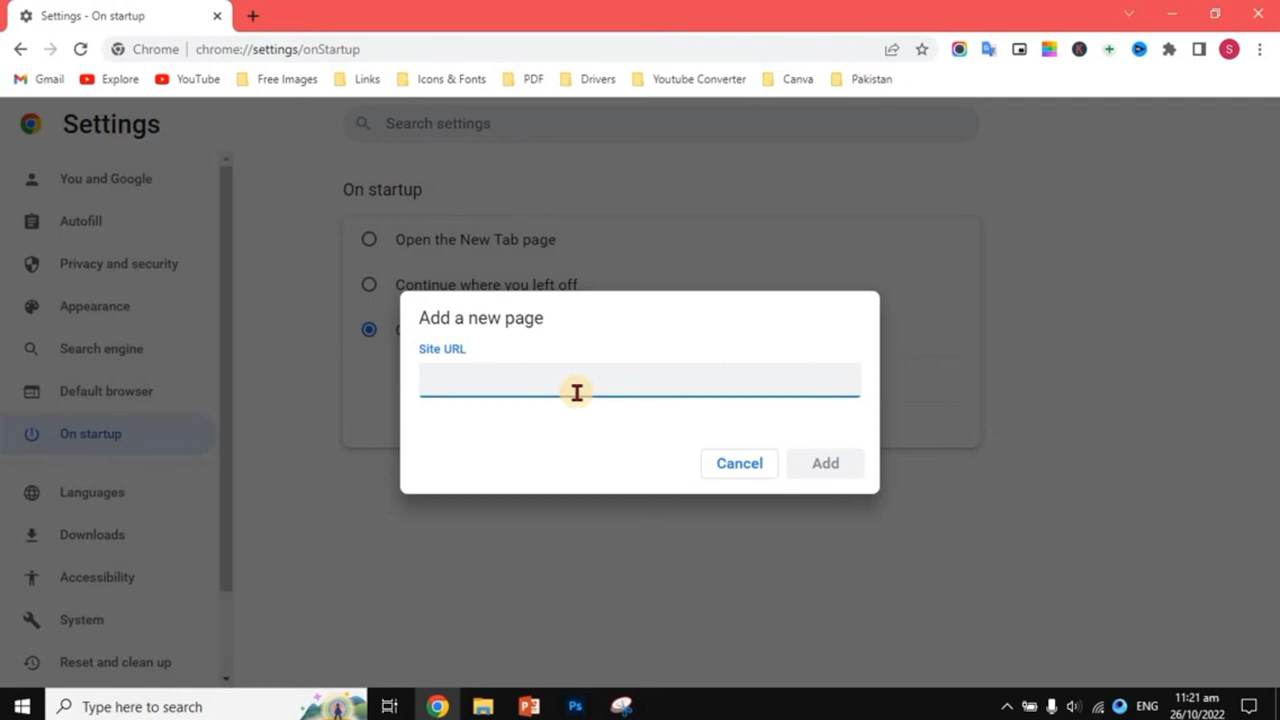 Settings - On startup
Chrome
chrome://settings/onStartup
K
S
Gmail
Explore
YouTube
Free Images
Links
Icons & Fonts
PDF
Drivers
Youtube Converter
Canva
Pakistan
Settings
Search settings
You and Google
Autofill
Privacy and security
Appearance
Search engine
Default browser
On startup
Languages
Downloads
Accessibility
System
Reset and clean up
On startup
Open the New Tab page
Continue where you left off
Add a new page
Site URL
Cancel
Add
Type here to search
Ps
ENG
11:21 am
26/10/2022